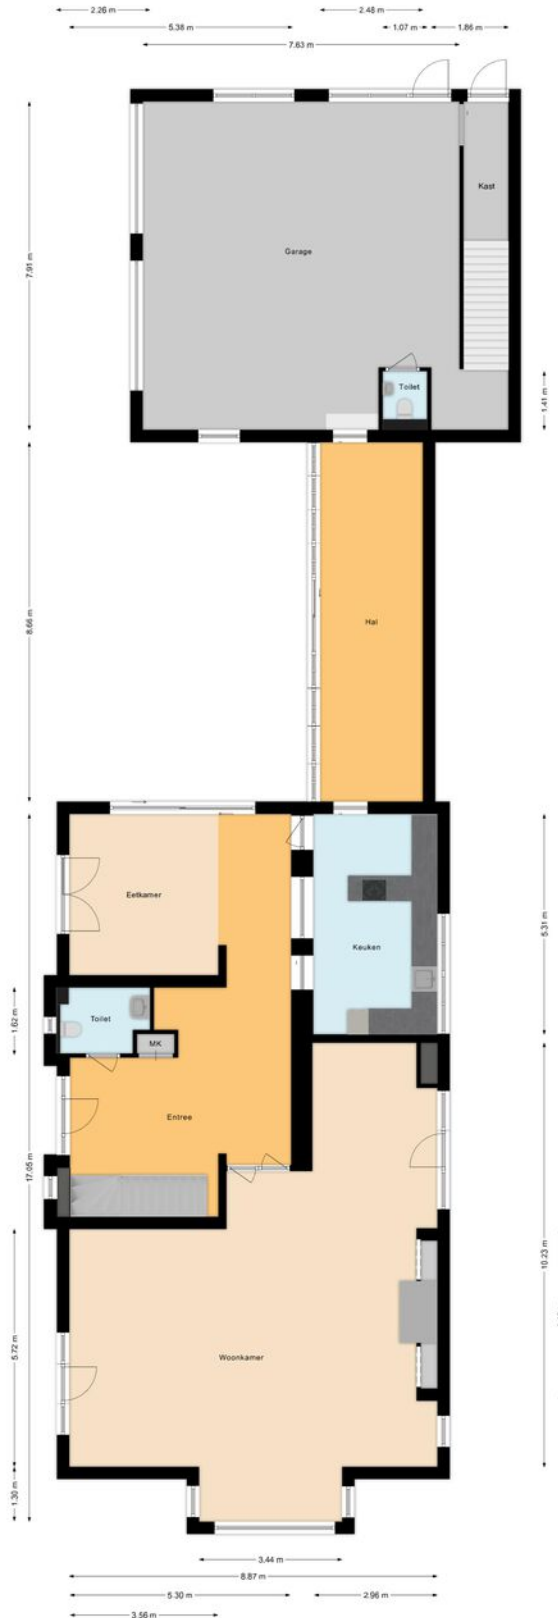 2.26 m
2.48 m
5.38 m
1.07 m
1.86 m
7.63 m
Kast
7.91 m
Garage
Toilet
1.41 m
8.66 m
Hal
Eetkamer
5.31 m
Keuken
1.62 m
Toilet
MK
Entree
17.05 m
10.23 m
5.72 m
Woonkamer
1.30 m
3.44 m
8.87 m
5.30 m
2.96 m
3.56 m